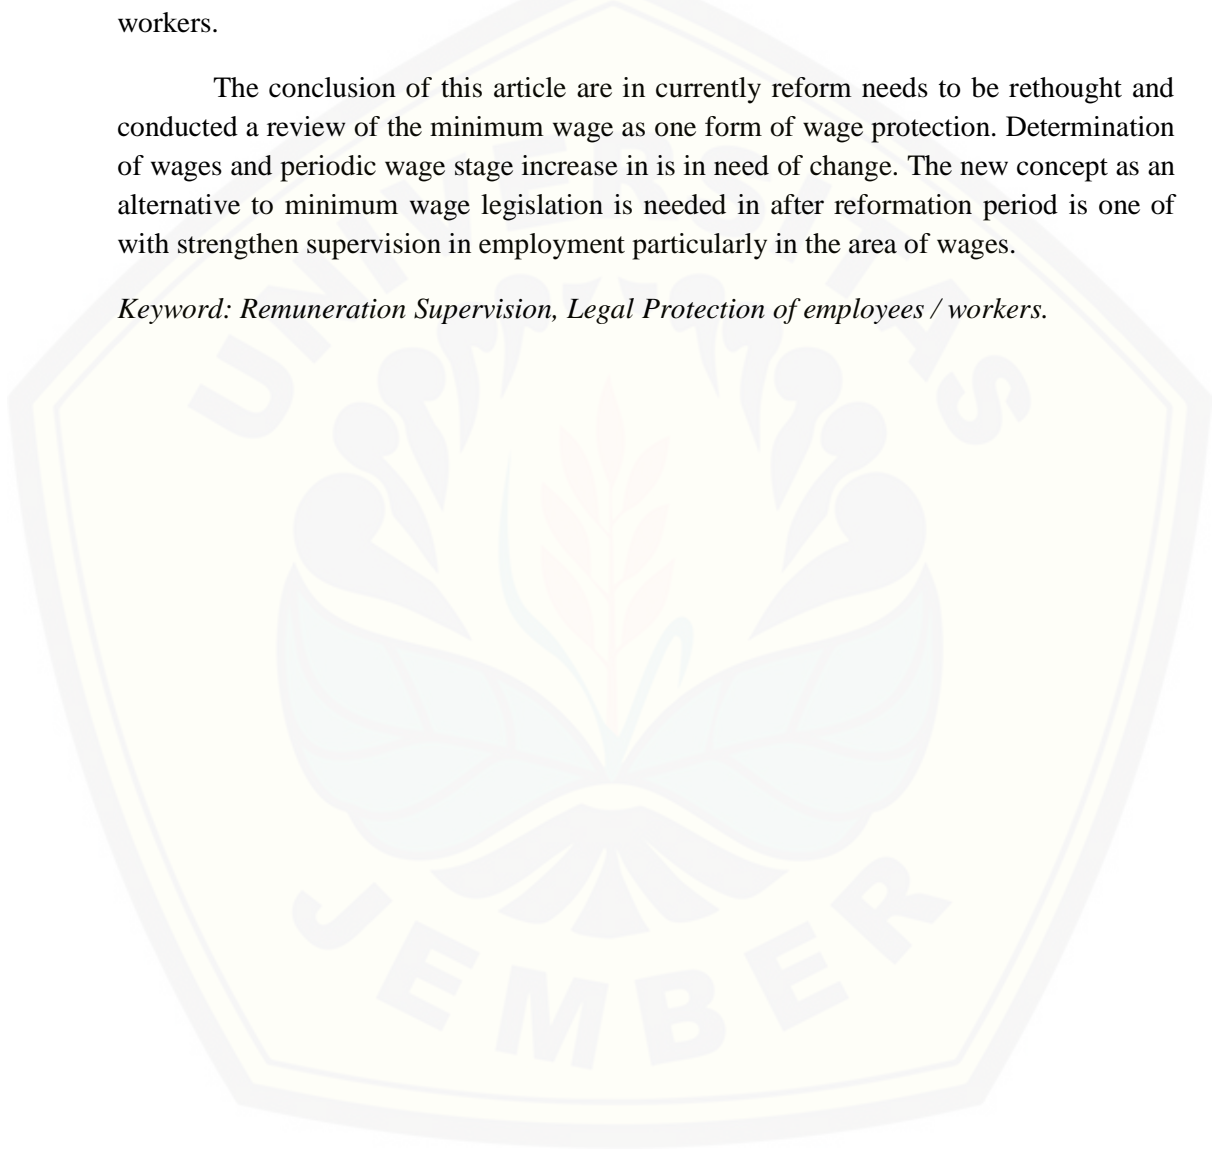 workers.
The conclusion of this article are in currently reform needs to be rethought and
conducted a review of the minimum wage as one form of wage protection. Determination
of wages and periodic wage stage increase in is in need of change. The new concept as an
alternative to minimum wage legislation is needed in after reformation period is one of
with strengthen supervision in employment particularly in the area of wages.
Keyword: Remuneration Supervision, Legal Protection of employees / workers.
UNIVERSITAS
JEMBER